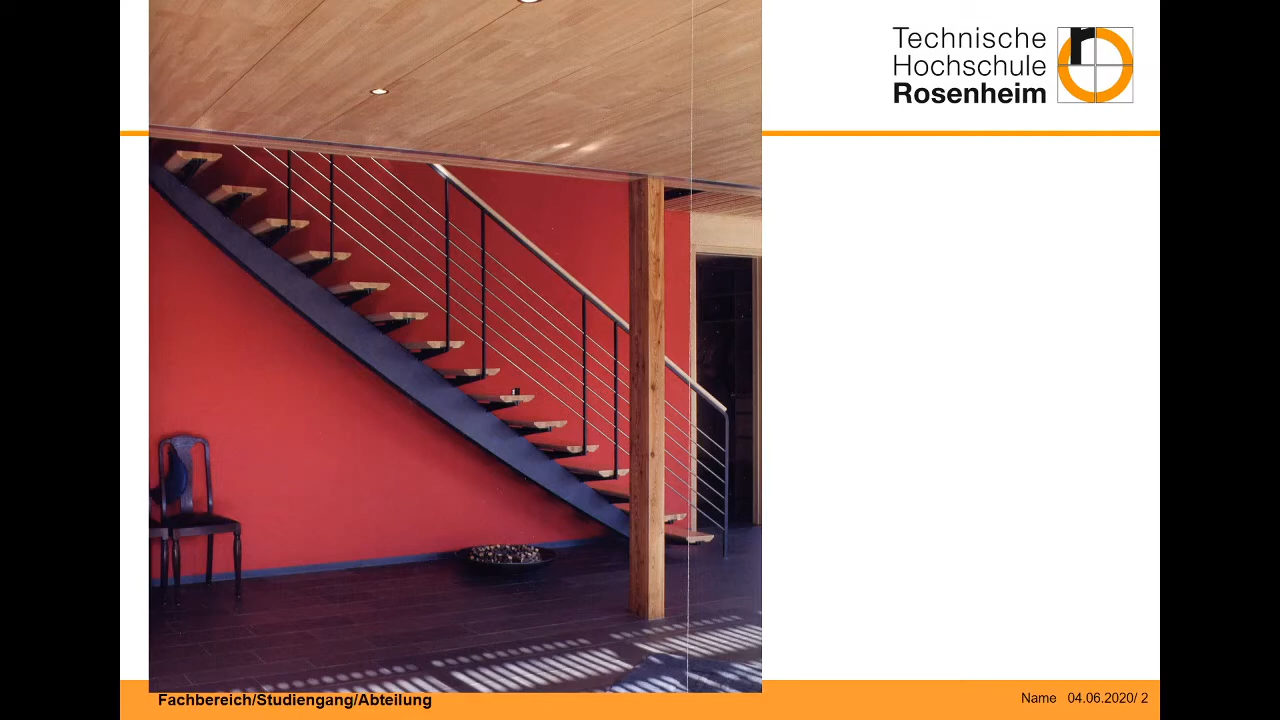 Technische
Hochschule
Rosenheim
Fachbereich/Studiengang/Abteilung
Name 04.06.2020/ 2